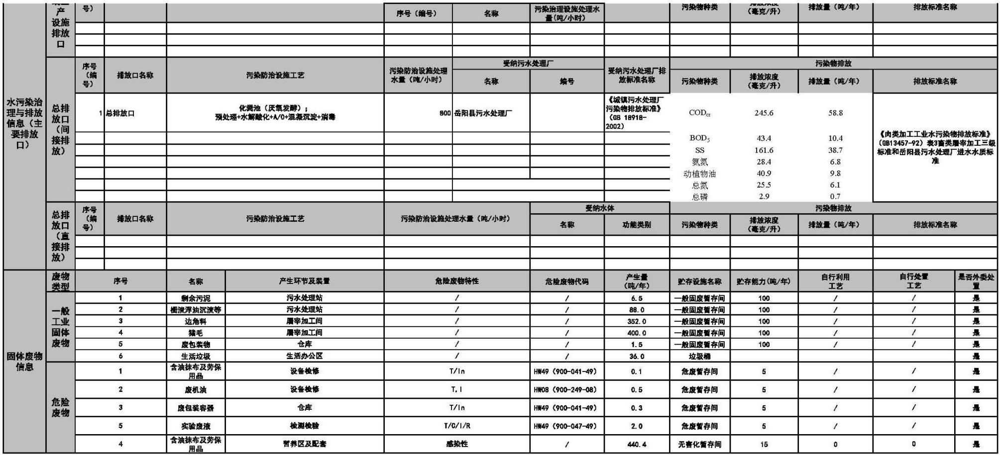 产
设施
排放
口
号）
序号（编号）
名称
污染治理设施处理水
量(吨/小时)
污染物种类
（毫克/升）
排放量（吨/年）
排放标准名称
水污染治
理与排放
信息（主
要排放
口）
总排
放口
（间
接排
放）
序号
（编
号）
排放口名称
污染防治设施工艺
污染防治设施处理
水量（吨/小时）
受纳污水处理厂
名称
编号
受纳污水处理厂排
放标准名称
污染物排放
污染物种类
排放浓度
（毫克/升）
排放量（吨/年）
排放标准名称
1
总排放口
化粪池（厌氧发酵）；
预处理+水解酸化+A/O+混凝沉淀+消毒
800
岳阳县污水处理厂
《城镇污水处理厂
污染物排放标准》
（GB 18918-
2002）
CODcr 245.6 58.8
BOD5 43.4 10.4
SS 161.6 38.7
氨氮 28.4 6.8
动植物油 40.9 9.8
总氮 25.5 6.1
总磷 2.9 0.7
《肉类加工工业水污染物排放标准》
（GB13457-92）表3畜类屠宰加工三级
标准和岳阳县污水处理厂进水水质标
准
总排
放口
（直
接排
放）
序号
（编
号）
排放口名称
污染防治设施工艺
污染防治设施处理水量（吨/小时）
受纳水体
名称
功能类别
污染物排放
污染物种类
排放浓度
（毫克/升）
排放量（吨/年）
排放标准名称
固体废物
信息
废物
类型
序号
名称
产生环节及装置
危险废物特性
危险废物代码
产生量
（吨/年）
贮存设施名称
贮存能力(吨/年)
自行利用
工艺
自行处置
工艺
是否外委处
置
一般
工业
固体
废物
1 剩余污泥 污水处理站 / / 6.5 一般固废暂存间 100 / / 是
2 栅渣浮油沉渣等 污水处理站 / / 88.0 一般固废暂存间 100 / / 是
3 边角料 屠宰加工间 / / 352.0 一般固废暂存间 100 / / 是
4 猪毛 屠宰加工间 / / 400.0 一般固废暂存间 100 / / 是
5 废包装物 仓库 / / 1.5 一般固废暂存间 100 / / 是
6 生活垃圾 生活办公区 / / 36.0 垃圾桶 是
危险
废物
1 含油抹布及劳保
用品 设备检修 T/In HW49（900-041-49） 0.1 危废暂存间 5 / / 是
2 废机油 设备检修 T,I HW08（900-249-08） 0.5 危废暂存间 5 / / 是
3 废包装容器 仓库 T/In HW49（900-041-49） 0.3 危废暂存间 5 / / 是
5 实验废液 检测检验 T/C/I/R HW49（900-047-49） 2.0 危废暂存间 5 / / 是
4 含油抹布及劳保
用品 暂养区及配套 感染性 / 440.4 无害化暂存间 15 0 0 是